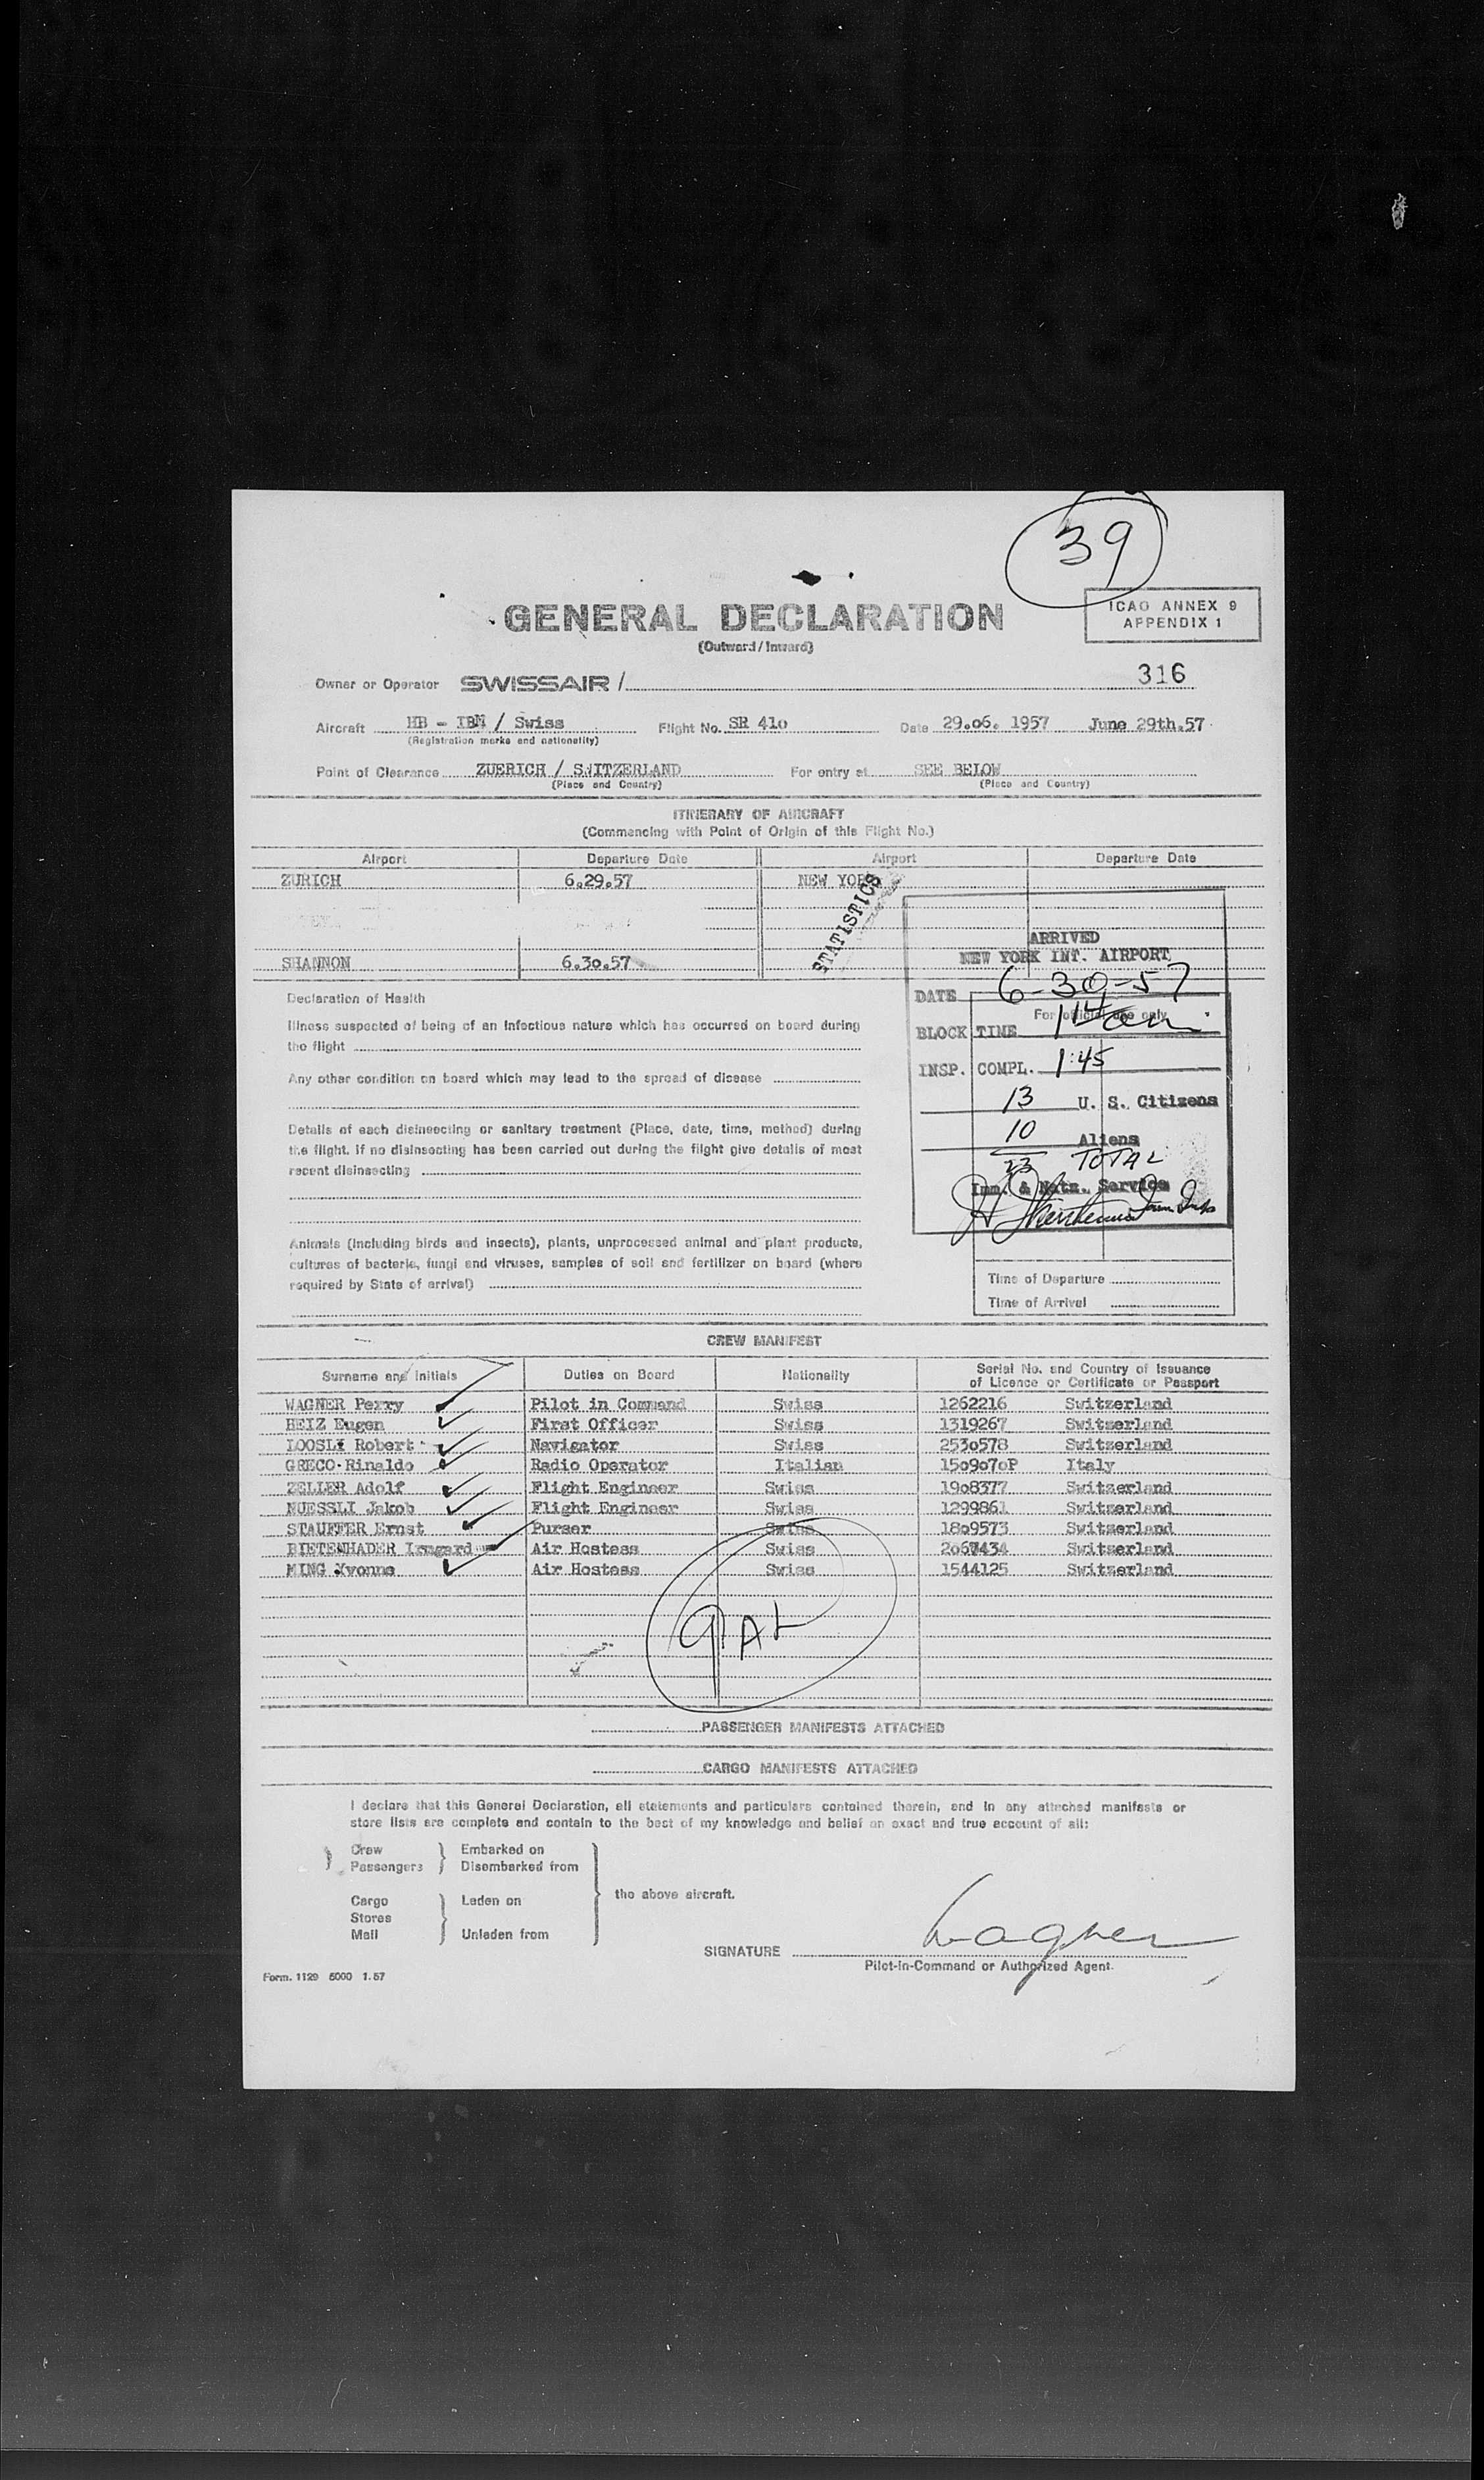 39
GENERAL DECLARATION
(Outward/Inward)
ICAO ANNEX 9
APPENDIX 1
Owner or Operator SWISSAIR / 316
Aircraft HB - IBM / Swiss Flight No. SR 41o Date 29.o6. 1957 June 29th.57
(Registration marks and nationality)
Point of Clearance ZUERICH / SWITZERLAND For entry at SEE BELOW
(Place and Country) (Place and Country)
ITINERARY OF AIRCRAFT
(Commencing with Point of Origin of this Flight No.)
Airport Departure Date Airport Departure Date
ZURICH 6.29.57 NEW YORK
STATISTICS
SHANNON 6.30.57
ARRIVED
NEW YORK INT. AIRPORT
DATE 6-30-57
For official use only
BLOCK TIME
INSP. COMPL. 1:45
13 U. S. Citizens
10 Aliens
23 TOTAL
Imm. & Natz. Service
Time of Departure
Time of Arrival
Declaration of Health
Illness suspected of being of an infectious nature which has occurred on board during
the flight
Any other condition on board which may lead to the spread of disease
Details of each disinsecting or sanitary treatment (Place, date, time, method) during
the flight. If no disinsecting has been carried out during the flight give details of most
recent disinsecting
Animals (including birds and insects), plants, unprocessed animal and plant products,
cultures of bacteria, fungi and viruses, samples of soil and fertilizer on board (where
required by State of arrival)
CREW MANIFEST
Surname and Initials Duties on Board Nationality Serial No. and Country of Issuance
of Licence or Certificate or Passport
WAGNER Perry Pilot in Command Swiss 1262216 Switzerland
HEIZ Eugen First Officer Swiss 1319267 Switzerland
LOOSLI Robert Navigator Swiss 253o578 Switzerland
GRECO Rinaldo Radio Operator Italian 15o9o7oP Italy
ZELLER Adolf Flight Engineer Swiss 19o8377 Switzerland
NUESSLI Jakob Flight Engineer Swiss 1299861 Switzerland
STAUFFER Ernst Purser Swiss 18o9573 Switzerland
BIETENHADER Irmgard Air Hostess Swiss 2o67434 Switzerland
MING Yvonne Air Hostess Swiss 1544125 Switzerland
9 AL
PASSENGER MANIFESTS ATTACHED
CARGO MANIFESTS ATTACHED
I declare that this General Declaration, all statements and particulars contained therein, and in any attached manifests or
store lists are complete and contain to the best of my knowledge and belief an exact and true account of all:
Crew Embarked on
Passengers Disembarked from
the above aircraft.
Cargo Laden on
Stores
Mail Unladen from
SIGNATURE Wagner
Pilot-in-Command or Authorized Agent.
Form. 1129 5000 1.57